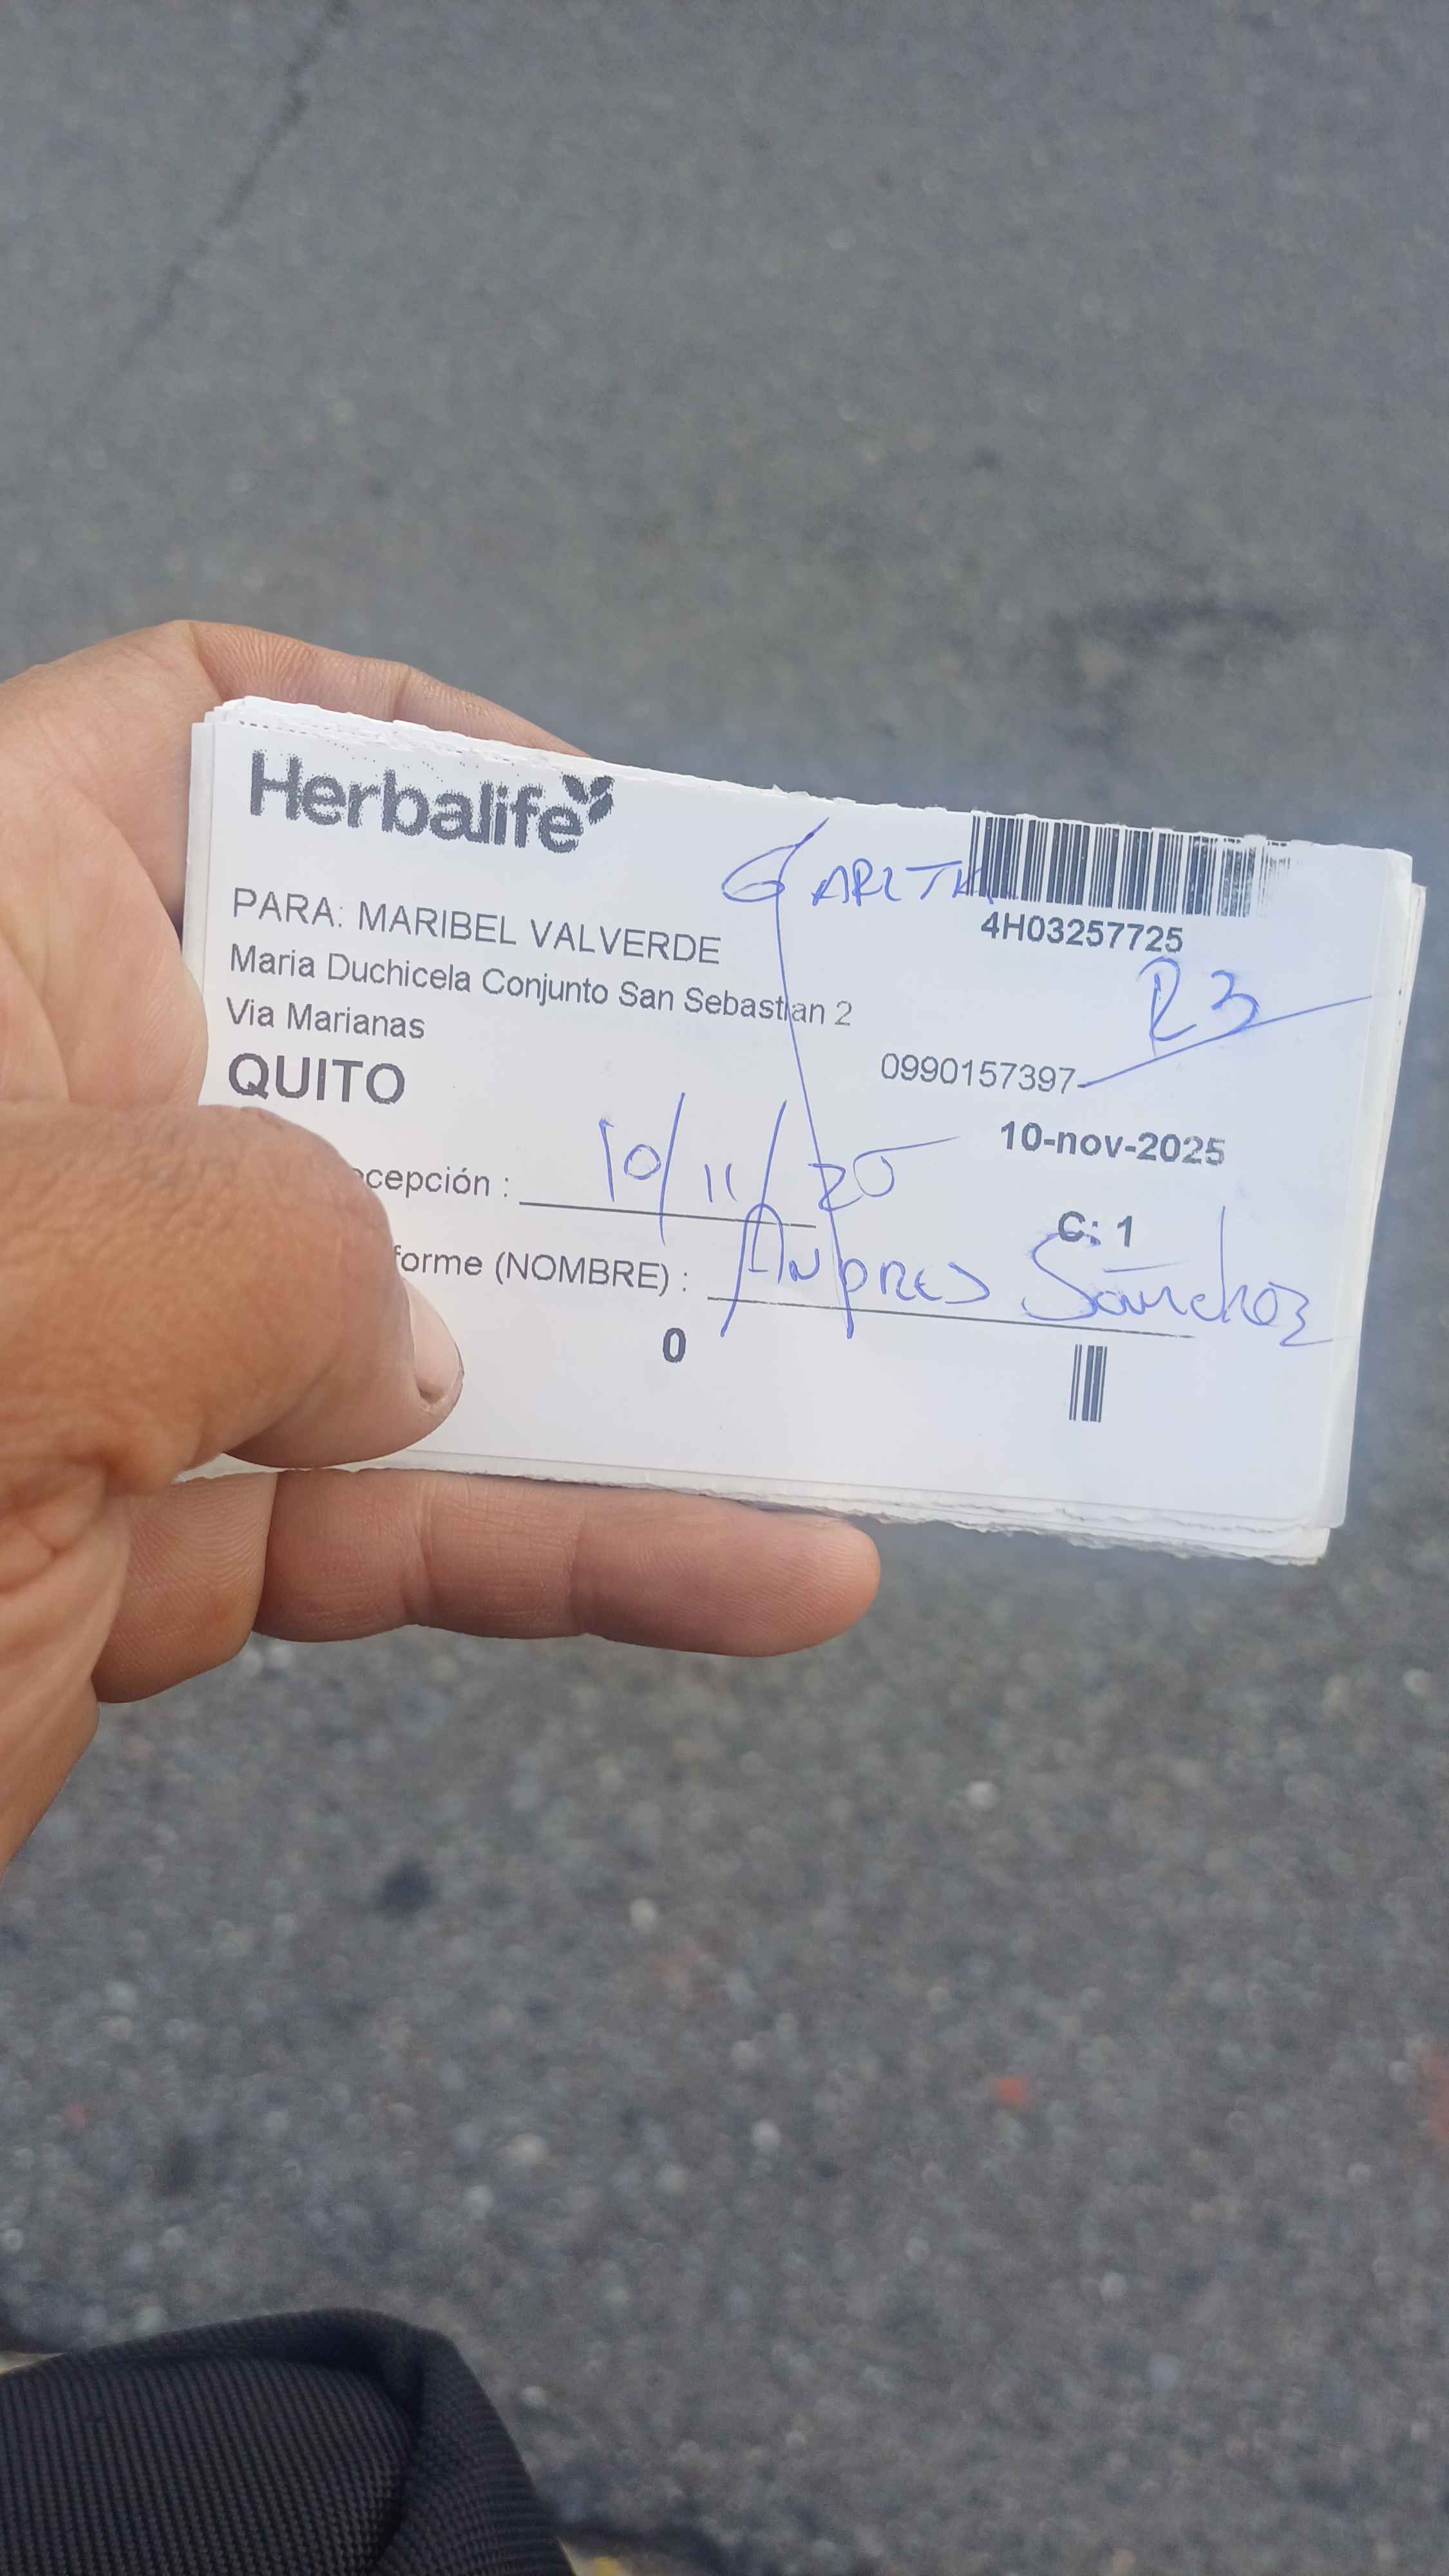 Herbalife
4H03257725
PARA: MARIBEL VALVERDE
Maria Duchicela Conjunto San Sebastian 2
R3
Via Marianas
0990157397
QUITO
10-nov-2025
cepción : 10/11/25
C: 1
forme (NOMBRE) : ANDRES Sanchez
0